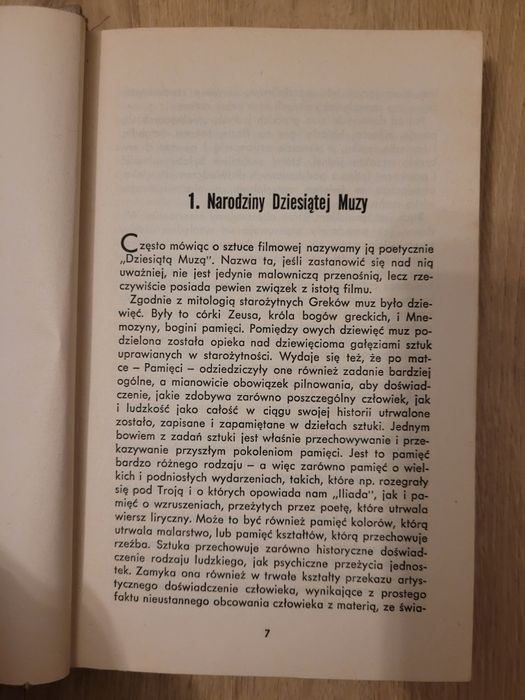 1. Narodziny Dziesiątej Muzy
Często mówiąc o sztuce filmowej nazywamy ją poetycznie
„Dziesiątą Muzą". Nazwa ta, jeśli zastanowić się nad nią
uważniej, nie jest jedynie malowniczą przenośnią, lecz rze-
czywiście posiada pewien związek z istotą filmu.
Zgodnie z mitologią starożytnych Greków muz było dzie-
więć. Były to córki Zeusa, króla bogów greckich, i Mne-
mozyny, bogini pamięci. Pomiędzy owych dziewięć muz po-
dzielona została opieka nad dziewięcioma gałęziami sztuk
uprawianych w starożytności. Wydaje się też, że po mat-
ce – Pamięci – odziedziczyły one również zadanie bardziej
ogólne, a mianowicie obowiązek pilnowania, aby doświad-
czenie, jakie zdobywa zarówno poszczególny człowiek, jak
i ludzkość jako całość w ciągu swojej historii utrwalone
zostało, zapisane i zapamiętane w dziełach sztuki. Jednym
bowiem z zadań sztuki jest właśnie przechowywanie i prze-
kazywanie przyszłym pokoleniom pamięci. Jest to pamięć
bardzo różnego rodzaju – a więc zarówno pamięć o wiel-
kich i podniosłych wydarzeniach, takich, które np. rozegrały
się pod Troją i o których opowiada nam „Iliada", jak i pa-
mięć o wzruszeniach, przeżytych przez poetę, które utrwala
wiersz liryczny. Może to być również pamięć kolorów, którą
utrwala malarstwo, lub pamięć kształtów, którą przechowuje
rzeźba. Sztuka przechowuje zarówno historyczne doświad-
czenie rodzaju ludzkiego, jak psychiczne przeżycia jednos-
tek. Zamyka ona również w trwałe kształty przekazu artys-
tycznego doświadczenie człowieka, wynikające z prostego
faktu nieustannego obcowania człowieka z materią, ze świa-
7